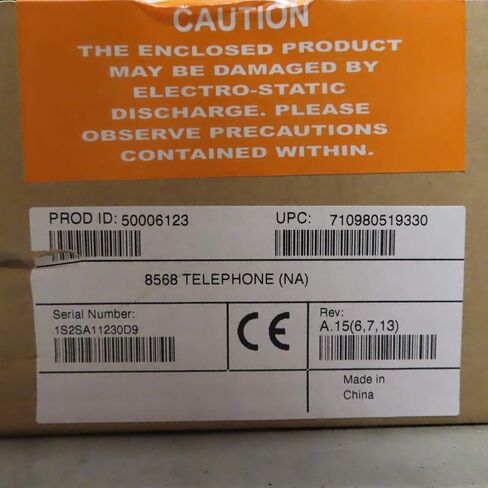 CAUTION
THE ENCLOSED PRODUCT
MAY BE DAMAGED BY
ELECTRO-STATIC
DISCHARGE. PLEASE
OBSERVE PRECAUTIONS
CONTAINED WITHIN.
PROD ID: 50006123 UPC: 710980519330
8568 TELEPHONE (NA)
Serial Number:
1S2SA11230D9
CE
Rev:
A.15(6,7,13)
Made in
China